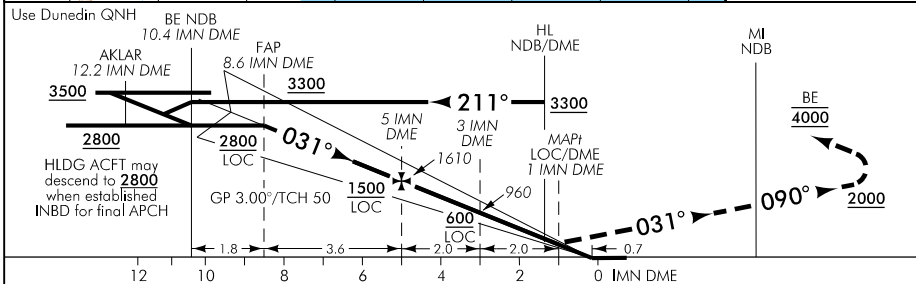 Use Dunedin QNH
BE NDB
10.4 IMN DME
AKLAR
12.2 IMN DME
FAP
8.6 IMN DME
HL
NDB/DME
MI
NDB
3500
3300
211°
3300
BE
4000
2800
2800
LOC
031°
5 IMN
DME
3 IMN
DME
MAPt
LOC/DME
1 IMN DME
1610
960
HLDG ACFT may
descend to 2800
when established
INBD for final APCH
GP 3.00°/TCH 50
1500
LOC
600
LOC
031°
090°
2000
1.8
3.6
2.0
2.0
0.7
12 10 8 6 4 2 0 IMN DME